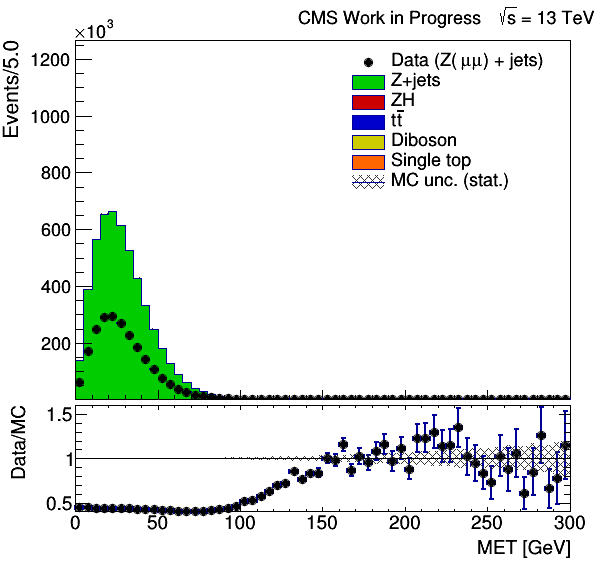 CMS Work in Progress √s = 13 TeV
×10³
Events/5.0
1200
1000
800
600
400
200
Data (Z(μμ) + jets)
Z+jets
ZH
tt̅
Diboson
Single top
MC unc. (stat.)
Data/MC
1.5
1
0.5
0 50 100 150 200 250 300
MET [GeV]